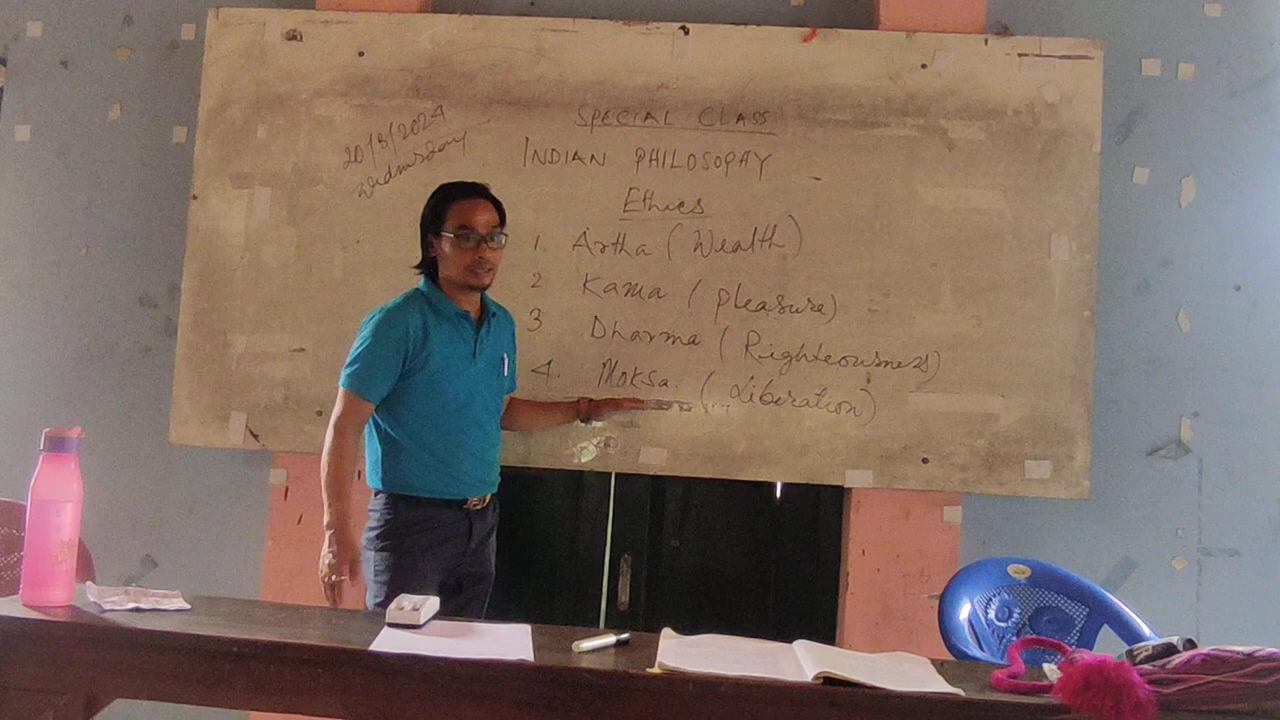 20/3/2024
Wednesday
SPECIAL CLASS
INDIAN PHILOSOPHY
Ethics
1. Artha (Wealth)
2 Kama (pleasure)
3 Dharma (Righteousness)
4. Moksa. (Liberation)